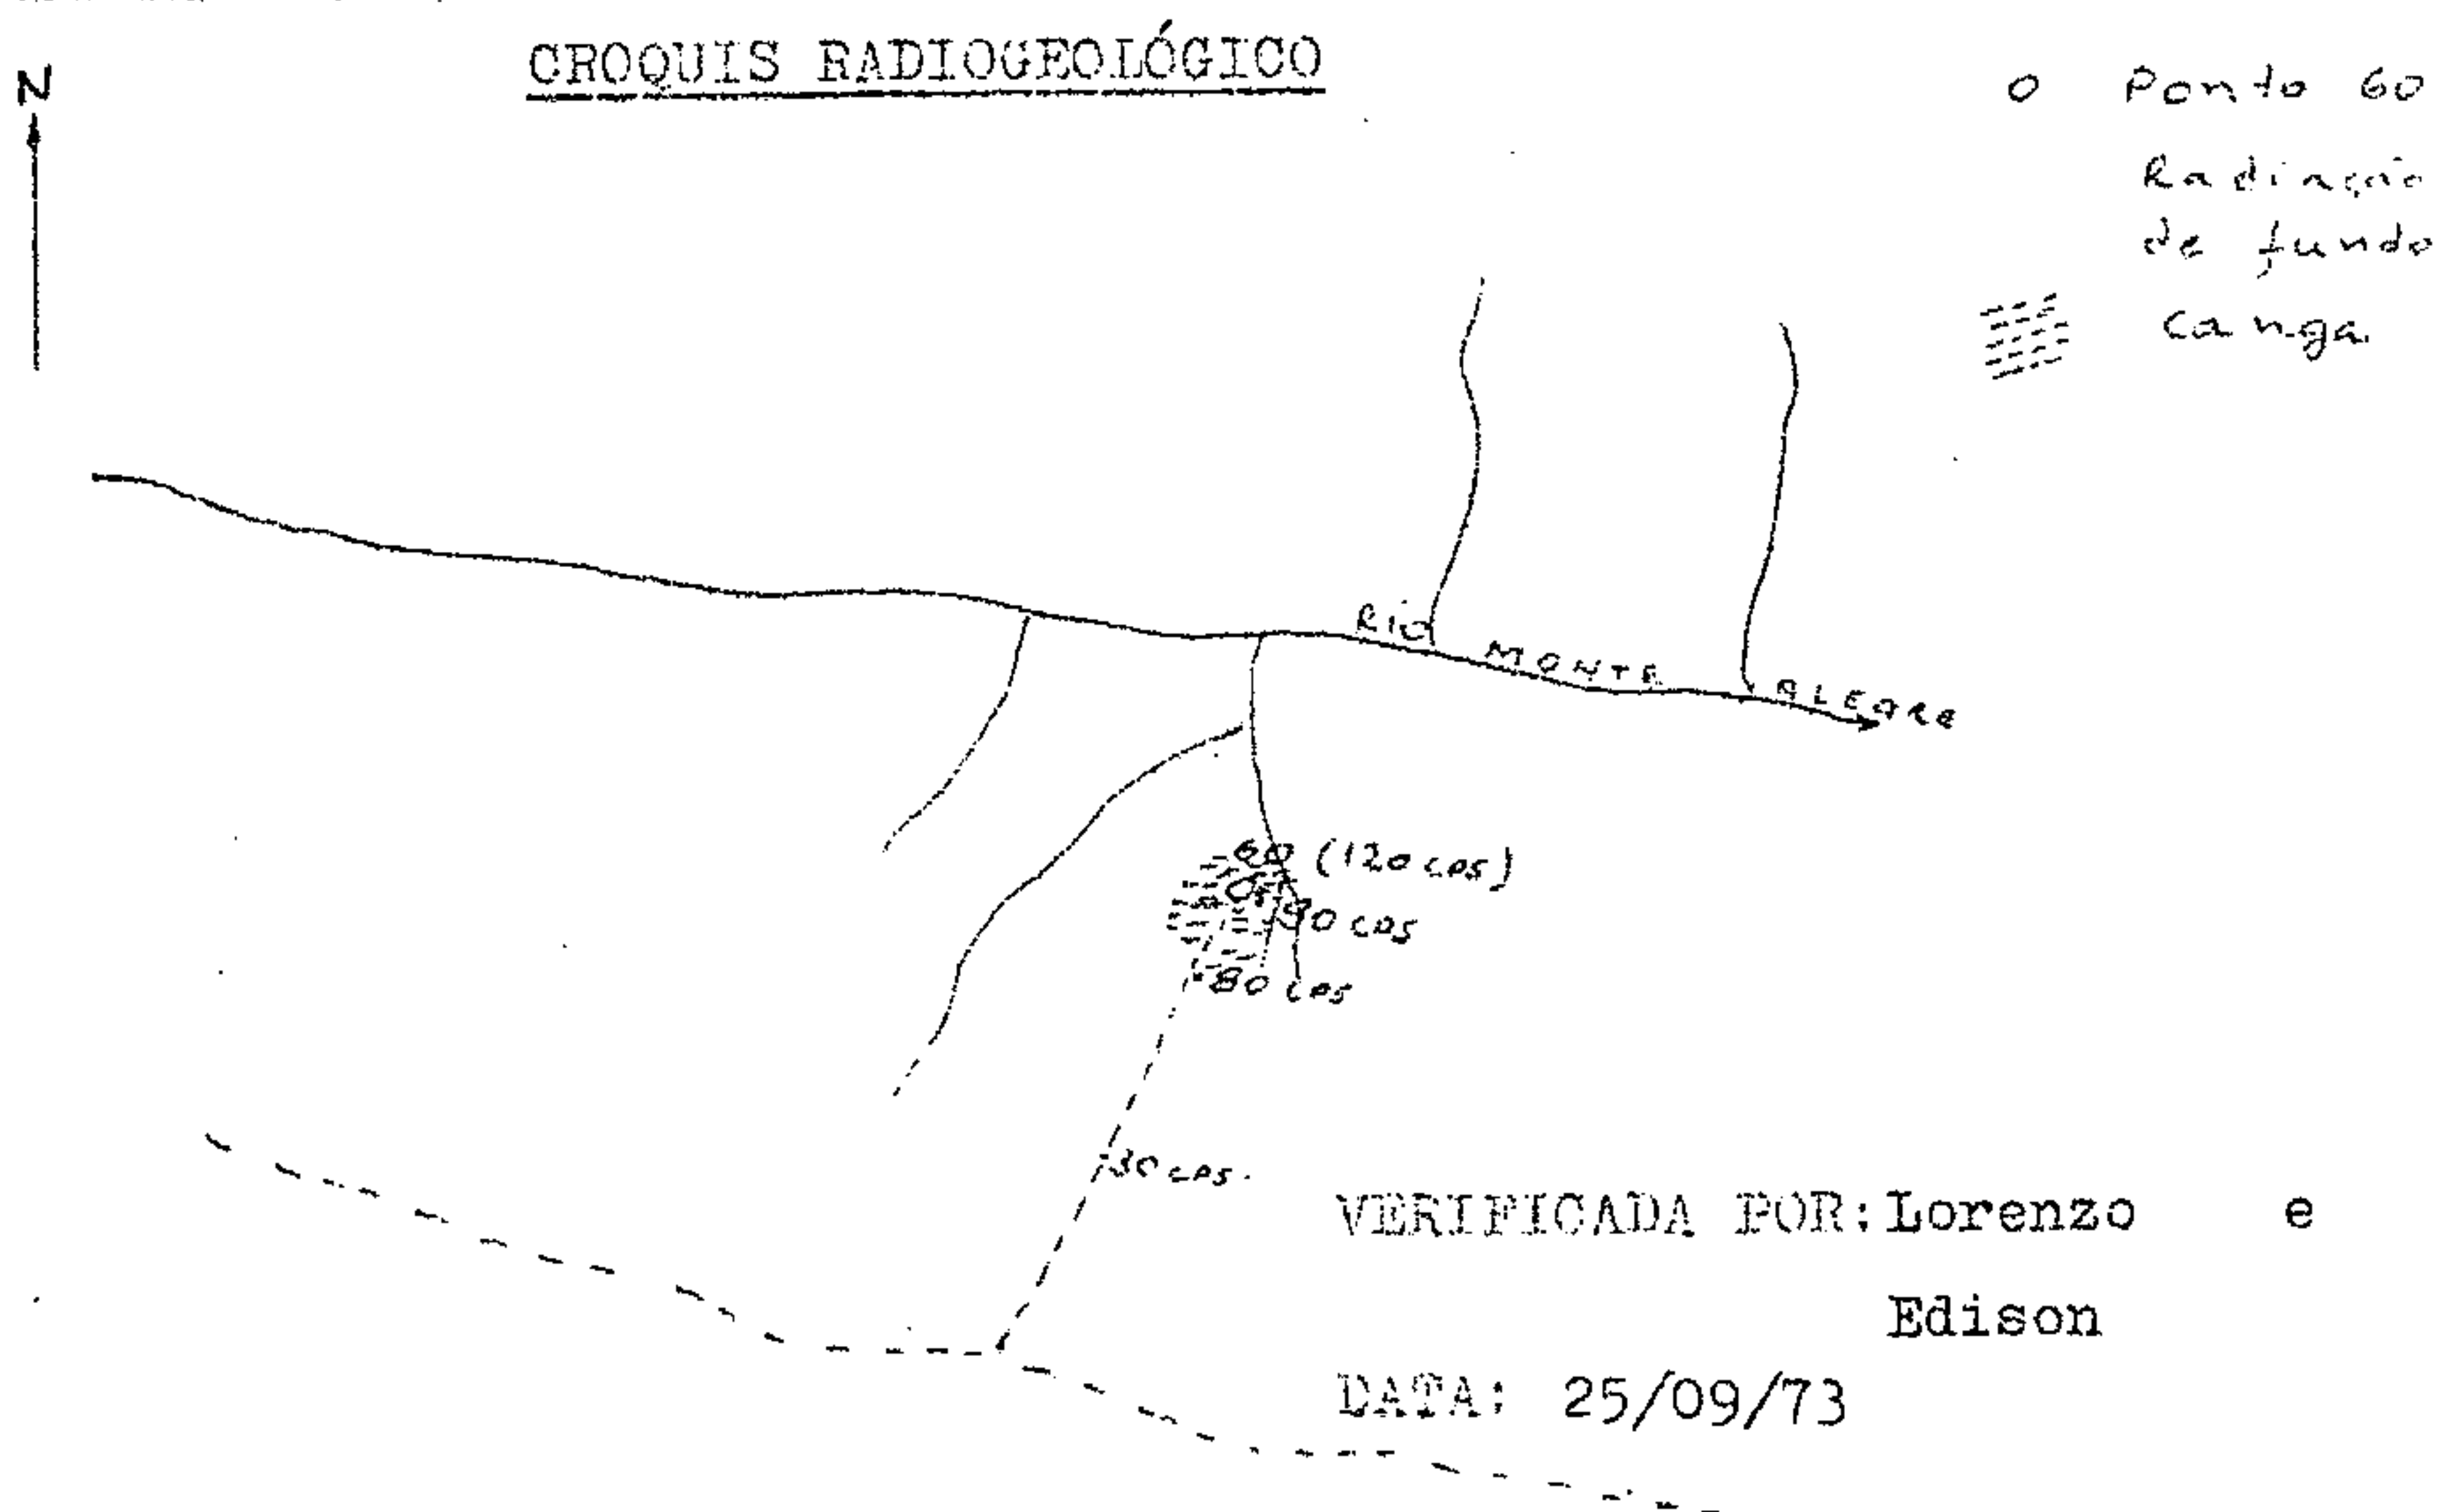 CROQUIS RADIOGEOLÓGICO
N
O Ponto 60
Radiação
de fundo
Canga
RIO MONTE ALEGRE
60 (120 cps)
90 cps
80 cps
30 cps.
VERIFICADA POR: Lorenzo e
Edison
DATA: 25/09/73